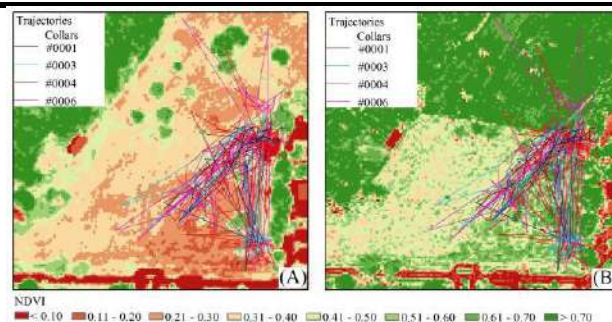 Trajectories
Collars
#0001
#0003
#0004
#0006
(A)
Trajectories
Collars
#0001
#0003
#0004
#0006
(B)
NDVI
< 0.10 0.11 - 0.20 0.21 - 0.30 0.31 - 0.40 0.41 - 0.50 0.51 - 0.60 0.61 - 0.70 > 0.70